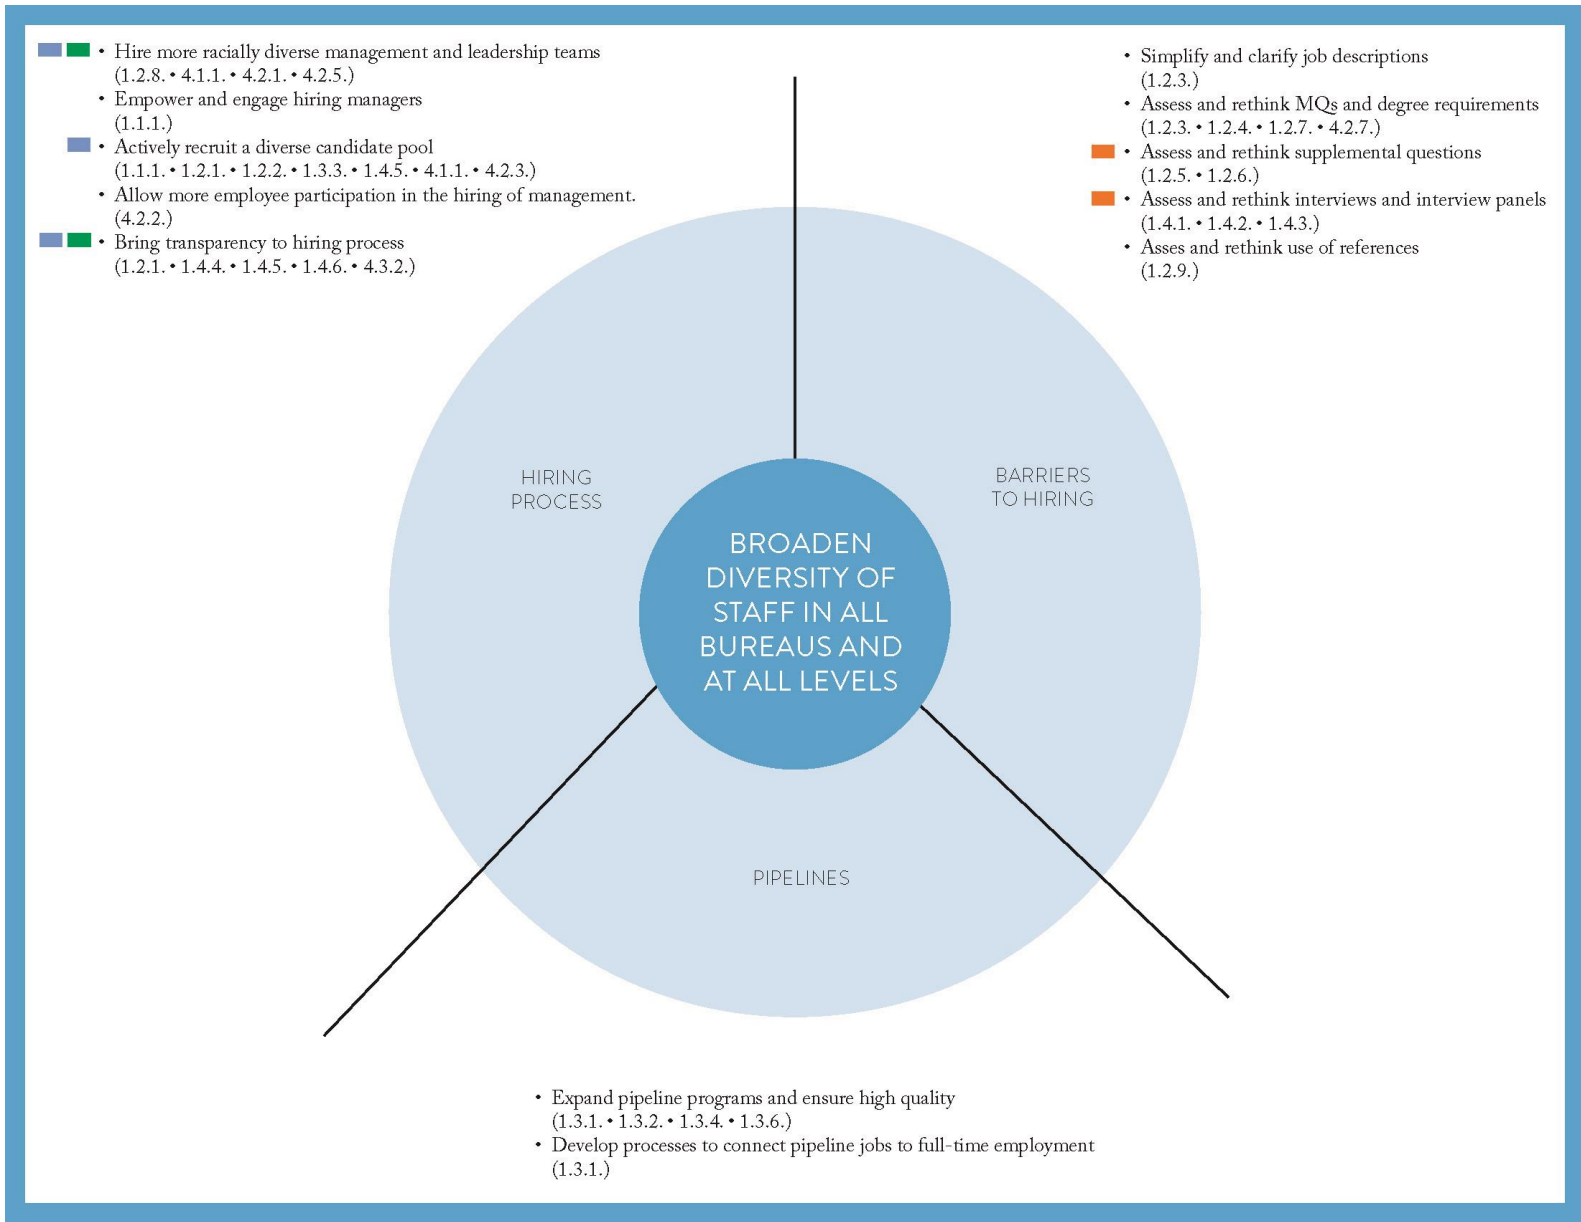 • Hire more racially diverse management and leadership teams
(1.2.8. • 4.1.1. • 4.2.1. • 4.2.5.)
• Empower and engage hiring managers
(1.1.1.)
• Actively recruit a diverse candidate pool
(1.1.1. • 1.2.1. • 1.2.2. • 1.3.3. • 1.4.5. • 4.1.1. • 4.2.3.)
• Allow more employee participation in the hiring of management.
(4.2.2.)
• Bring transparency to hiring process
(1.2.1. • 1.4.4. • 1.4.5. • 1.4.6. • 4.3.2.)
• Simplify and clarify job descriptions
(1.2.3.)
• Assess and rethink MQs and degree requirements
(1.2.3. • 1.2.4. • 1.2.7. • 4.2.7.)
• Assess and rethink supplemental questions
(1.2.5. • 1.2.6.)
• Assess and rethink interviews and interview panels
(1.4.1. • 1.4.2. • 1.4.3.)
• Asses and rethink use of references
(1.2.9.)
HIRING
PROCESS
BARRIERS
TO HIRING
BROADEN
DIVERSITY OF
STAFF IN ALL
BUREAUS AND
AT ALL LEVELS
PIPELINES
• Expand pipeline programs and ensure high quality
(1.3.1. • 1.3.2. • 1.3.4. • 1.3.6.)
• Develop processes to connect pipeline jobs to full-time employment
(1.3.1.)